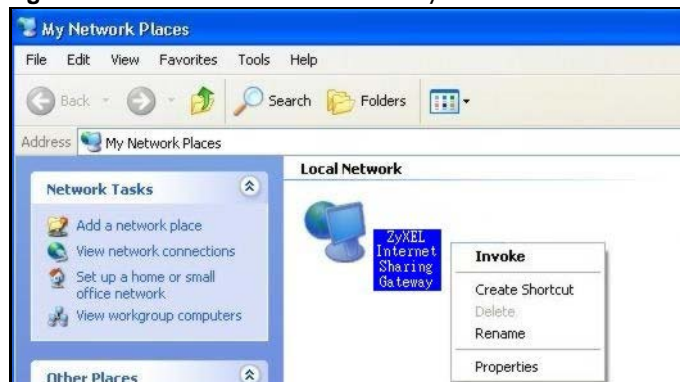 My Network Places
File Edit View Favorites Tools Help
Back Search Folders
Address My Network Places
Network Tasks
Add a network place
View network connections
Set up a home or small
office network
View workgroup computers
Other Places
Local Network
ZyXEL
Internet
Sharing
Gateway
Invoke
Create Shortcut
Delete
Rename
Properties